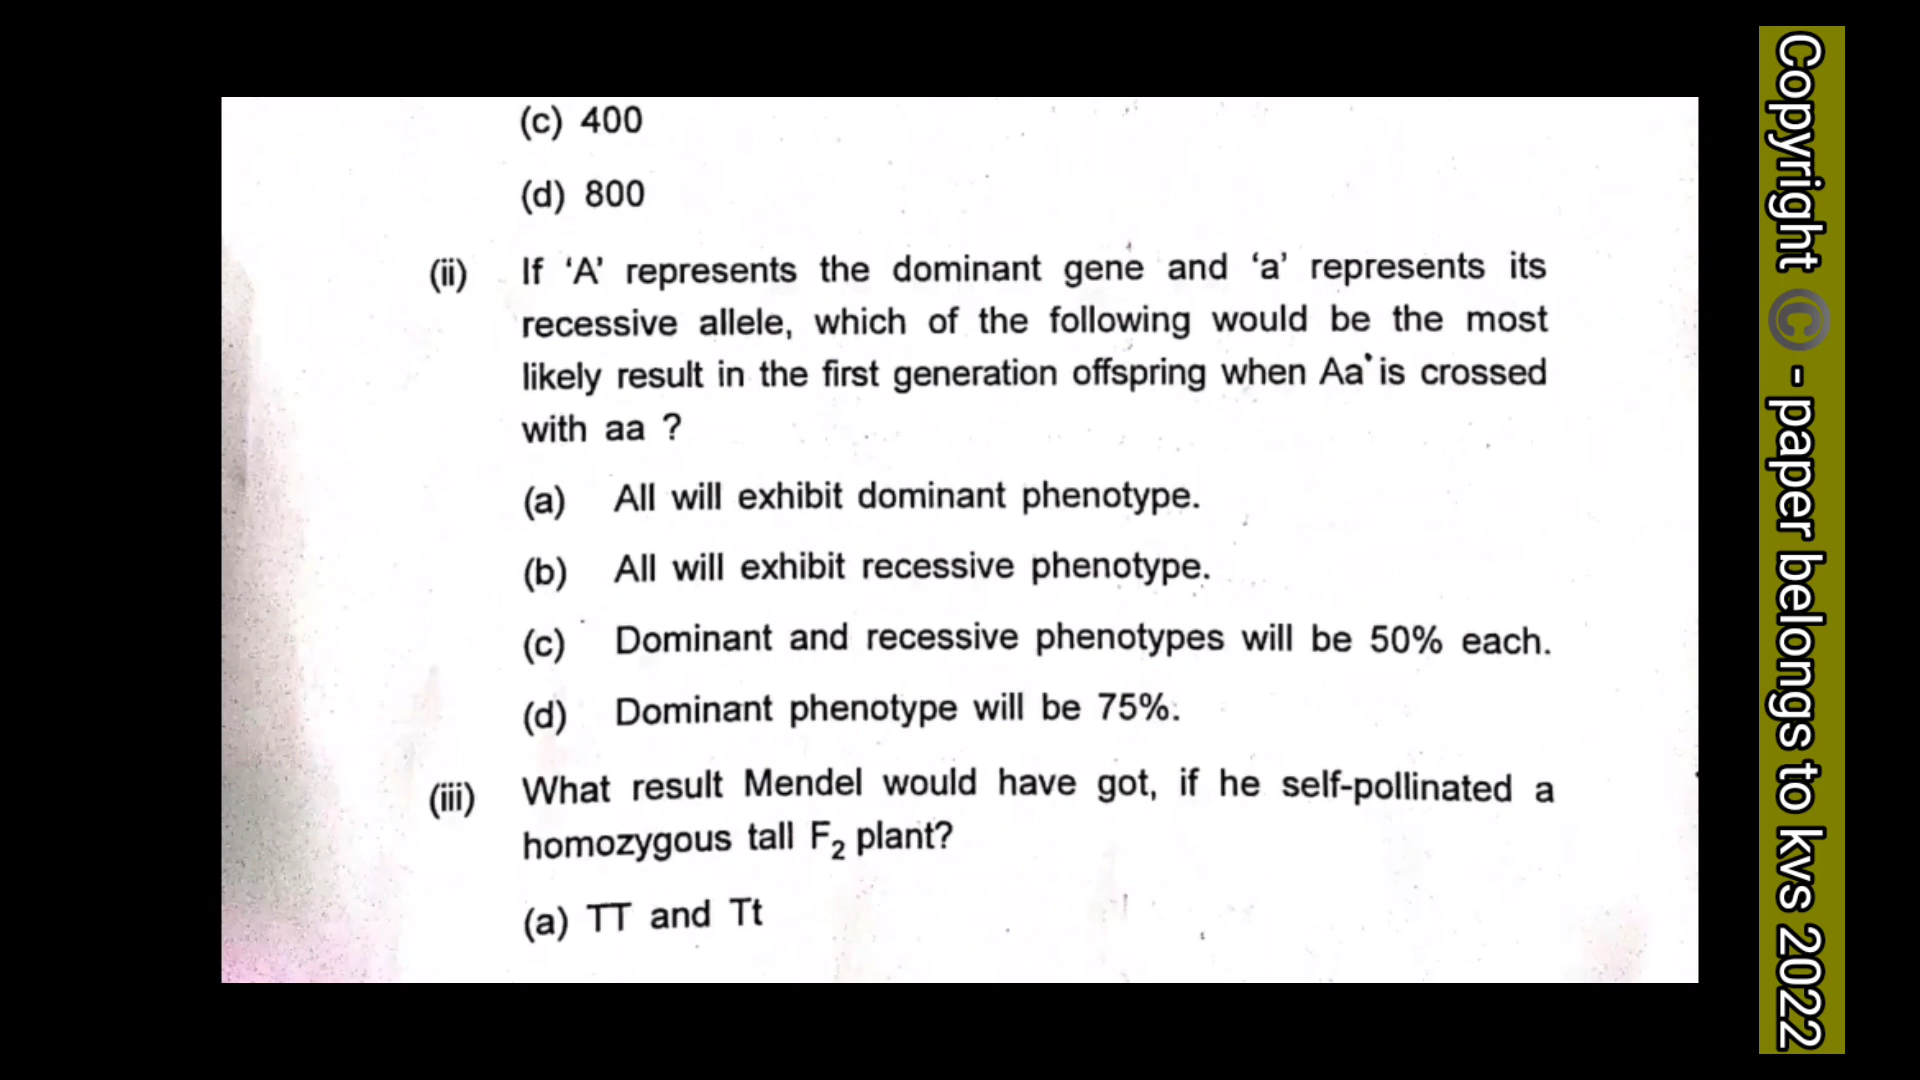 (c) 400
(d) 800
(ii) If ‘A’ represents the dominant gene and ‘a’ represents its
recessive allele, which of the following would be the most
likely result in the first generation offspring when Aa is crossed
with aa ?
(a) All will exhibit dominant phenotype.
(b) All will exhibit recessive phenotype.
(c) Dominant and recessive phenotypes will be 50% each.
(d) Dominant phenotype will be 75%.
(iii) What result Mendel would have got, if he self-pollinated a
homozygous tall F₂ plant?
(a) TT and Tt
Copyright © - paper belongs to kvs 2022